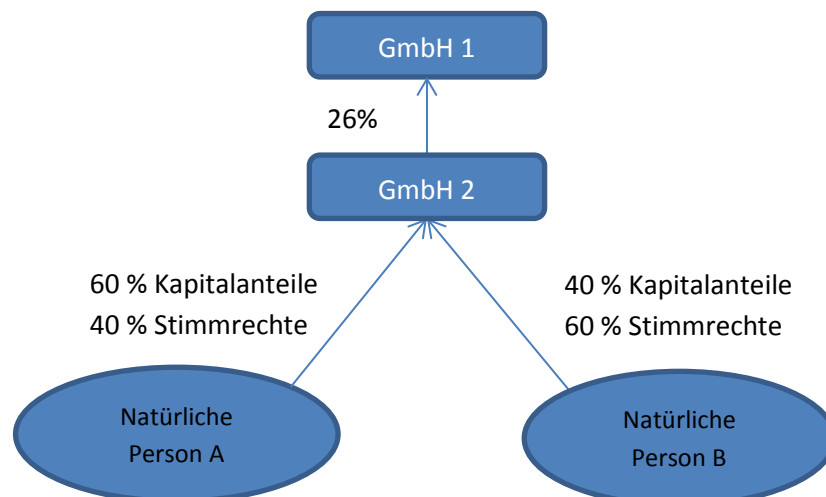 GmbH 1
26%
GmbH 2
60 % Kapitalanteile
40 % Stimmrechte
40 % Kapitalanteile
60 % Stimmrechte
Natürliche
Person A
Natürliche
Person B